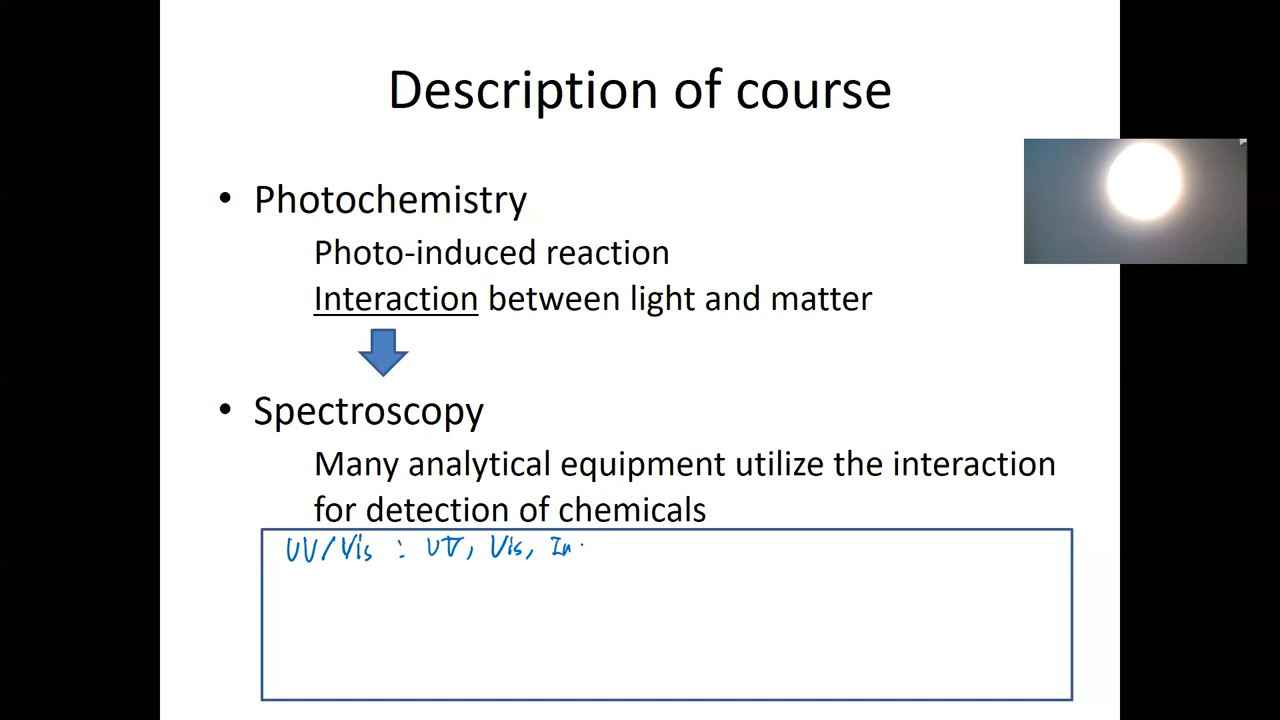 Description of course
• Photochemistry
Photo-induced reaction
Interaction between light and matter
• Spectroscopy
Many analytical equipment utilize the interaction
for detection of chemicals
UV/Vis : UV, Vis, In